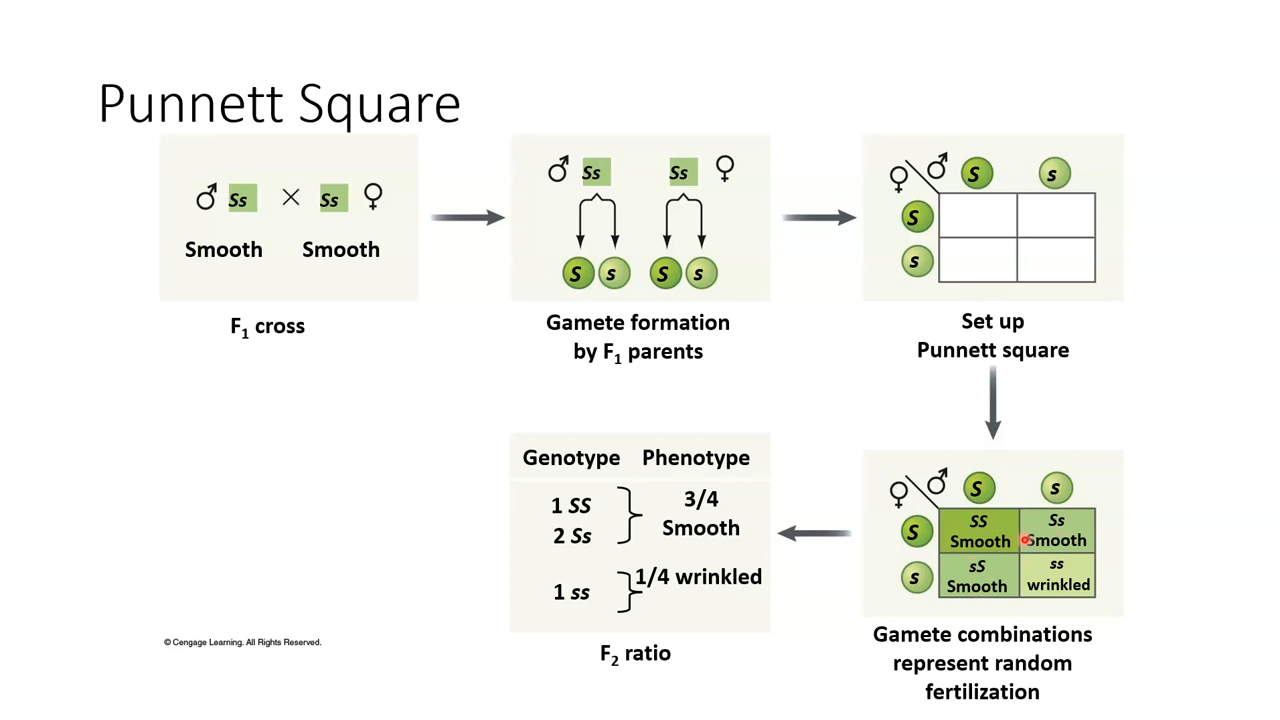 Punnett Square
♂ Ss × Ss ♀
Smooth Smooth
F₁ cross
♂ Ss Ss ♀
S s S s
Gamete formation
by F₁ parents
♀ ♂ S s
S
s
Set up
Punnett square
♀ ♂ S s
S SS Ss
Smooth Smooth
s sS ss
Smooth wrinkled
Gamete combinations
represent random
fertilization
Genotype Phenotype
1 SS 3/4
2 Ss Smooth
1 ss 1/4 wrinkled
F₂ ratio
© Cengage Learning. All Rights Reserved.